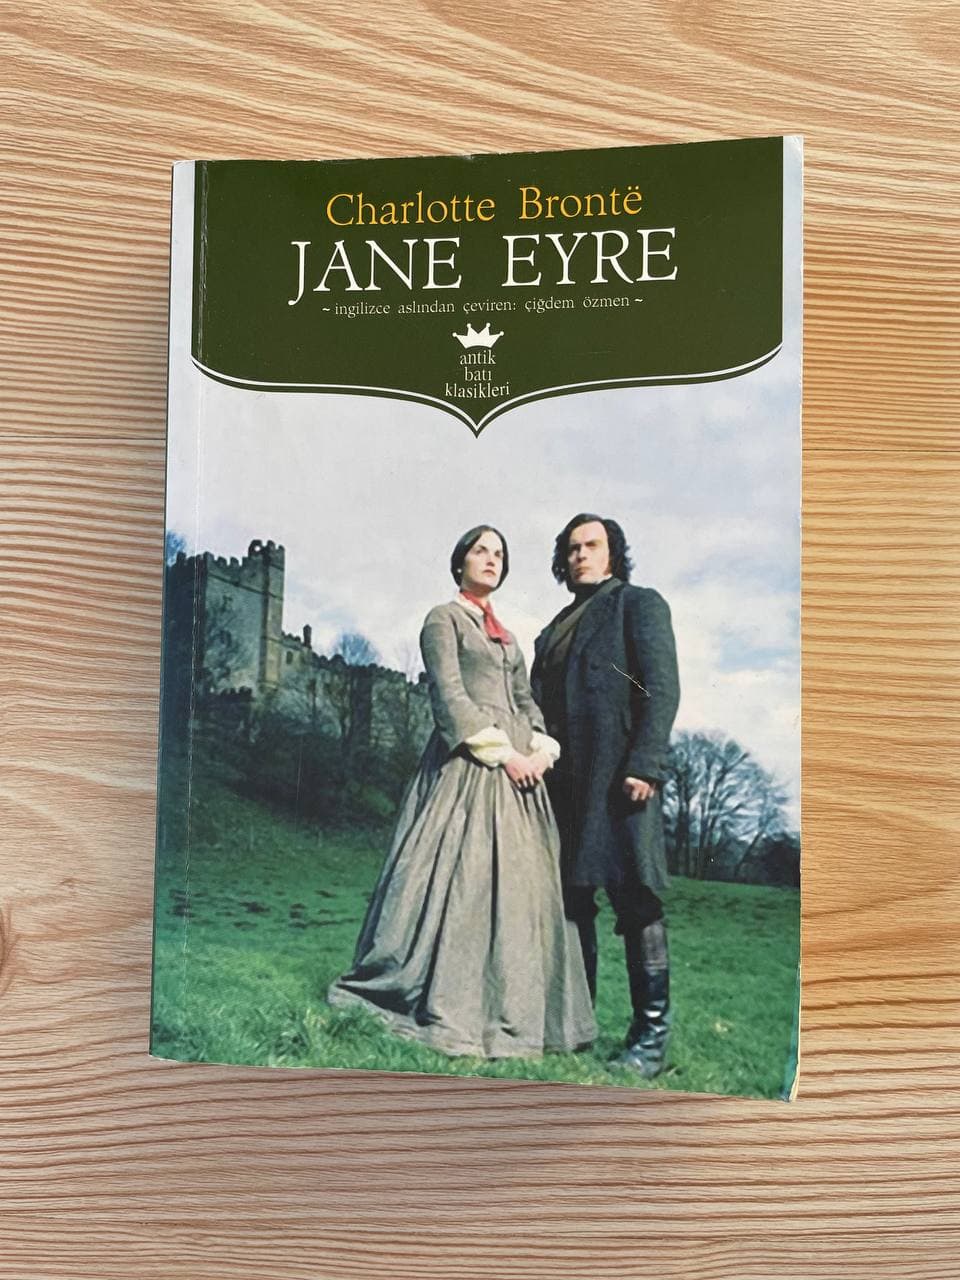 Charlotte Brontë
JANE EYRE
~ ingilizce aslından çeviren: çiğdem özmen ~
antik
batı
klasikleri